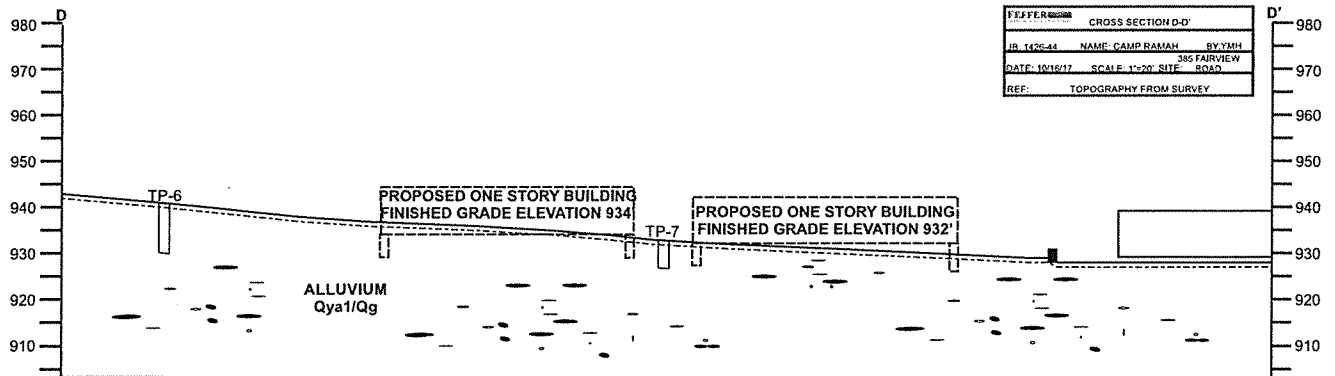 D
D'
FEFFER
CROSS SECTION D-D'
JB: 1426-44 NAME: CAMP RAMAH BY:YMH
385 FAIRVIEW
DATE: 10/16/17 SCALE: 1"=20' SITE: ROAD
REF: TOPOGRAPHY FROM SURVEY
980
970
960
950
940
930
920
910
980
970
960
950
940
930
920
910
TP-6
PROPOSED ONE STORY BUILDING
FINISHED GRADE ELEVATION 934
TP-7
PROPOSED ONE STORY BUILDING
FINISHED GRADE ELEVATION 932'
ALLUVIUM
Qya1/Qg